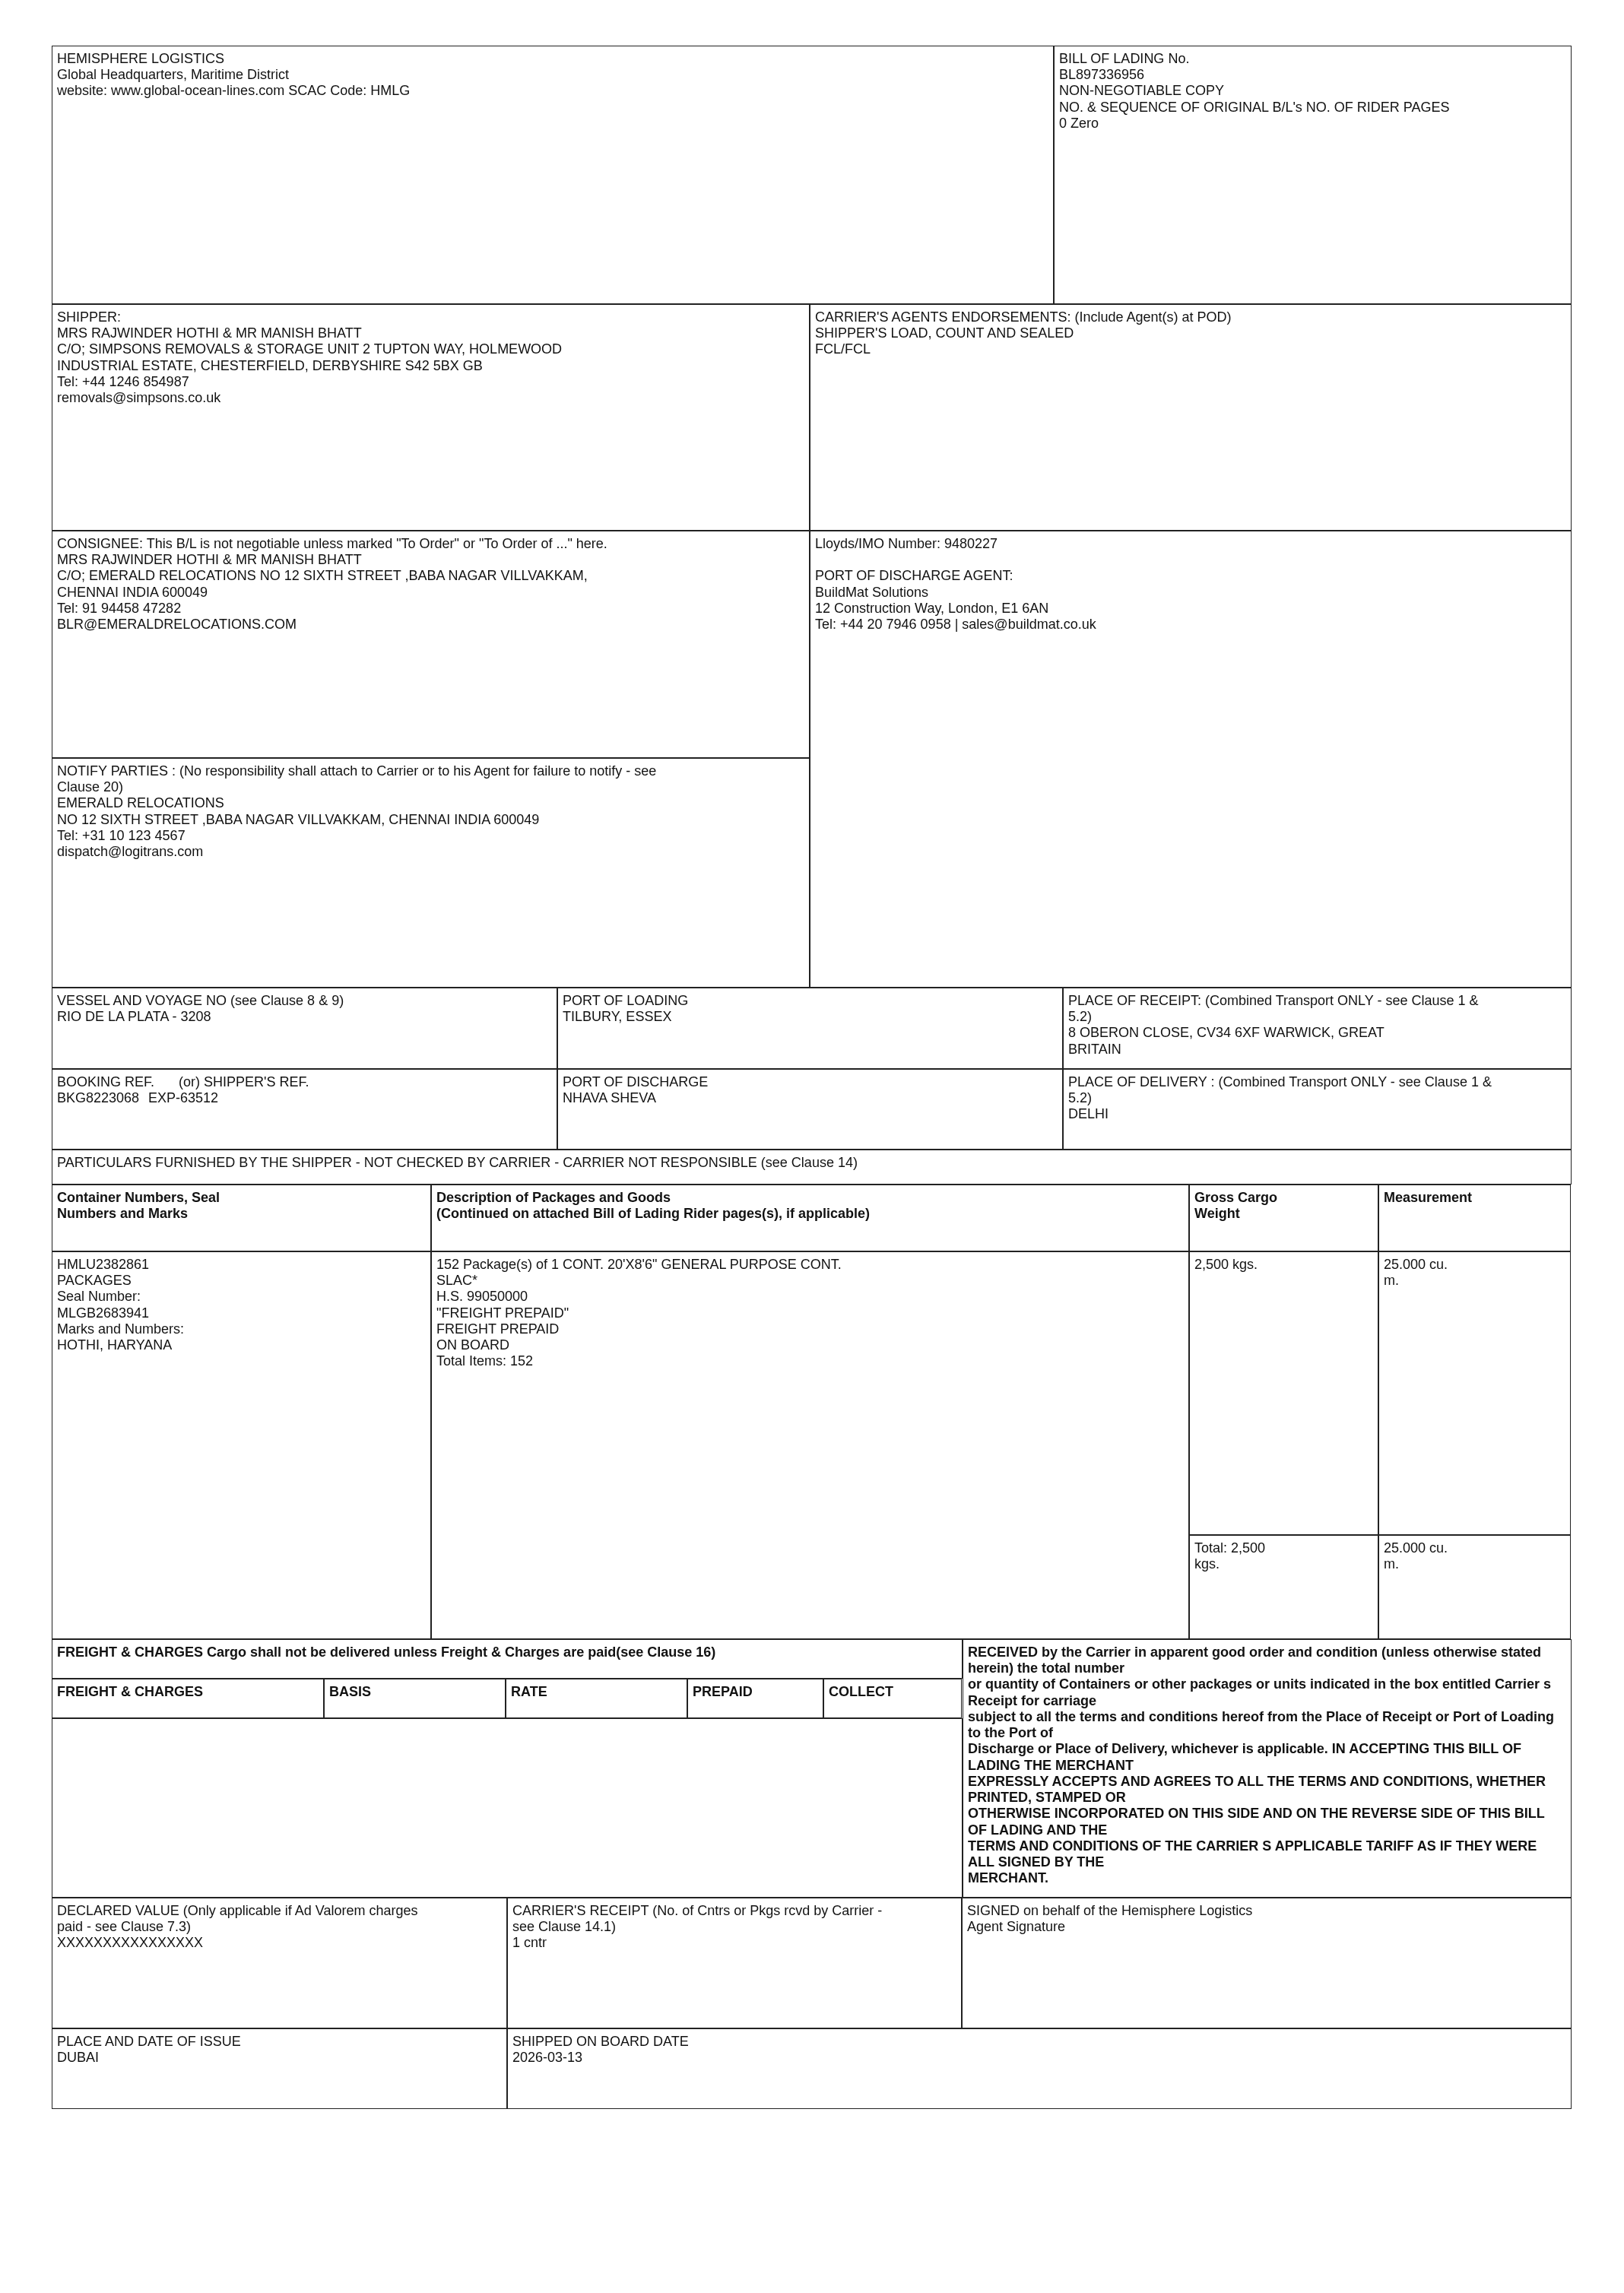 HEMISPHERE LOGISTICS
Global Headquarters, Maritime District
website: www.global-ocean-lines.com SCAC Code: HMLG
BILL OF LADING No.
BL897336956
NON-NEGOTIABLE COPY
NO. & SEQUENCE OF ORIGINAL B/L's NO. OF RIDER PAGES
0 Zero
SHIPPER:
MRS RAJWINDER HOTHI & MR MANISH BHATT
C/O; SIMPSONS REMOVALS & STORAGE UNIT 2 TUPTON WAY, HOLMEWOOD
INDUSTRIAL ESTATE, CHESTERFIELD, DERBYSHIRE S42 5BX GB
Tel: +44 1246 854987
removals@simpsons.co.uk
CARRIER'S AGENTS ENDORSEMENTS: (Include Agent(s) at POD)
SHIPPER'S LOAD, COUNT AND SEALED
FCL/FCL
CONSIGNEE: This B/L is not negotiable unless marked "To Order" or "To Order of ..." here.
MRS RAJWINDER HOTHI & MR MANISH BHATT
C/O; EMERALD RELOCATIONS NO 12 SIXTH STREET ,BABA NAGAR VILLVAKKAM,
CHENNAI INDIA 600049
Tel: 91 94458 47282
BLR@EMERALDRELOCATIONS.COM
Lloyds/IMO Number: 9480227
PORT OF DISCHARGE AGENT:
BuildMat Solutions
12 Construction Way, London, E1 6AN
Tel: +44 20 7946 0958 | sales@buildmat.co.uk
NOTIFY PARTIES : (No responsibility shall attach to Carrier or to his Agent for failure to notify - see
Clause 20)
EMERALD RELOCATIONS
NO 12 SIXTH STREET ,BABA NAGAR VILLVAKKAM, CHENNAI INDIA 600049
Tel: +31 10 123 4567
dispatch@logitrans.com
VESSEL AND VOYAGE NO (see Clause 8 & 9)
RIO DE LA PLATA - 3208
PORT OF LOADING
TILBURY, ESSEX
PLACE OF RECEIPT: (Combined Transport ONLY - see Clause 1 &
5.2)
8 OBERON CLOSE, CV34 6XF WARWICK, GREAT
BRITAIN
BOOKING REF. (or) SHIPPER'S REF.
BKG8223068 EXP-63512
PORT OF DISCHARGE
NHAVA SHEVA
PLACE OF DELIVERY : (Combined Transport ONLY - see Clause 1 &
5.2)
DELHI
PARTICULARS FURNISHED BY THE SHIPPER - NOT CHECKED BY CARRIER - CARRIER NOT RESPONSIBLE (see Clause 14)
Container Numbers, Seal
Numbers and Marks
Description of Packages and Goods
(Continued on attached Bill of Lading Rider pages(s), if applicable)
Gross Cargo
Weight
Measurement
HMLU2382861
PACKAGES
Seal Number:
MLGB2683941
Marks and Numbers:
HOTHI, HARYANA
152 Package(s) of 1 CONT. 20'X8'6" GENERAL PURPOSE CONT.
SLAC*
H.S. 99050000
"FREIGHT PREPAID"
FREIGHT PREPAID
ON BOARD
Total Items: 152
2,500 kgs.
25.000 cu.
m.
Total: 2,500
kgs.
25.000 cu.
m.
FREIGHT & CHARGES Cargo shall not be delivered unless Freight & Charges are paid(see Clause 16)
FREIGHT & CHARGES
BASIS
RATE
PREPAID
COLLECT
RECEIVED by the Carrier in apparent good order and condition (unless otherwise stated
herein) the total number
or quantity of Containers or other packages or units indicated in the box entitled Carrier s
Receipt for carriage
subject to all the terms and conditions hereof from the Place of Receipt or Port of Loading
to the Port of
Discharge or Place of Delivery, whichever is applicable. IN ACCEPTING THIS BILL OF
LADING THE MERCHANT
EXPRESSLY ACCEPTS AND AGREES TO ALL THE TERMS AND CONDITIONS, WHETHER
PRINTED, STAMPED OR
OTHERWISE INCORPORATED ON THIS SIDE AND ON THE REVERSE SIDE OF THIS BILL
OF LADING AND THE
TERMS AND CONDITIONS OF THE CARRIER S APPLICABLE TARIFF AS IF THEY WERE
ALL SIGNED BY THE
MERCHANT.
DECLARED VALUE (Only applicable if Ad Valorem charges
paid - see Clause 7.3)
XXXXXXXXXXXXXXXX
CARRIER'S RECEIPT (No. of Cntrs or Pkgs rcvd by Carrier -
see Clause 14.1)
1 cntr
SIGNED on behalf of the Hemisphere Logistics
Agent Signature
PLACE AND DATE OF ISSUE
DUBAI
SHIPPED ON BOARD DATE
2026-03-13